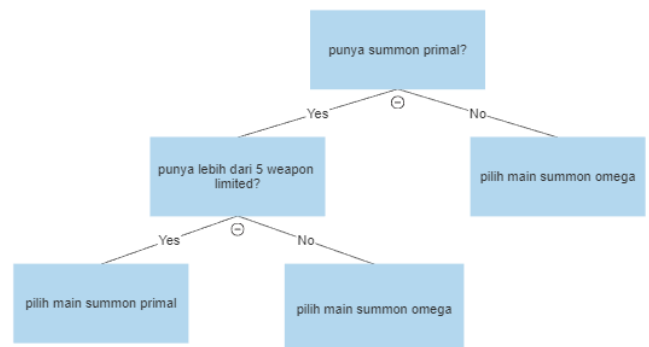 punya summon primal?
Yes
No
punya lebih dari 5 weapon
limited?
pilih main summon omega
Yes
No
pilih main summon primal
pilih main summon omega